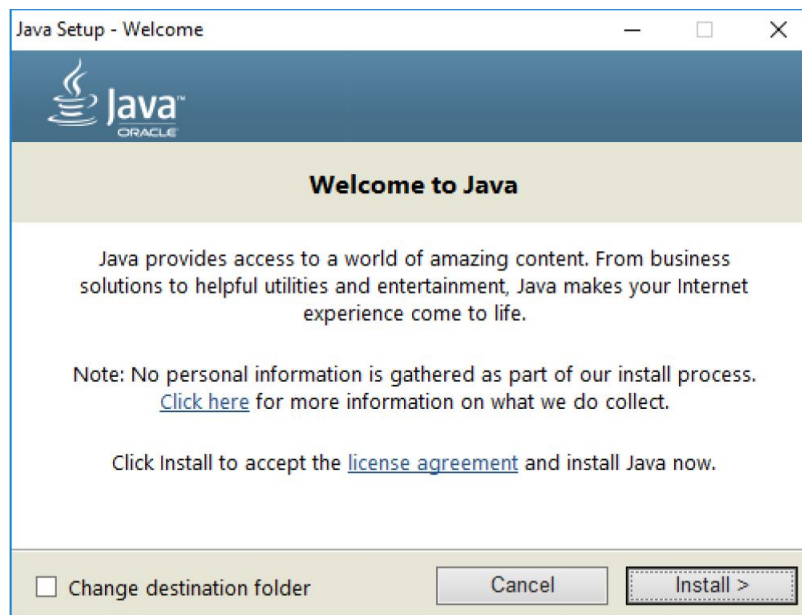 Java Setup - Welcome
Java™
ORACLE
Welcome to Java
Java provides access to a world of amazing content. From business
solutions to helpful utilities and entertainment, Java makes your Internet
experience come to life.
Note: No personal information is gathered as part of our install process.
Click here for more information on what we do collect.
Click Install to accept the license agreement and install Java now.
Change destination folder
Cancel
Install >